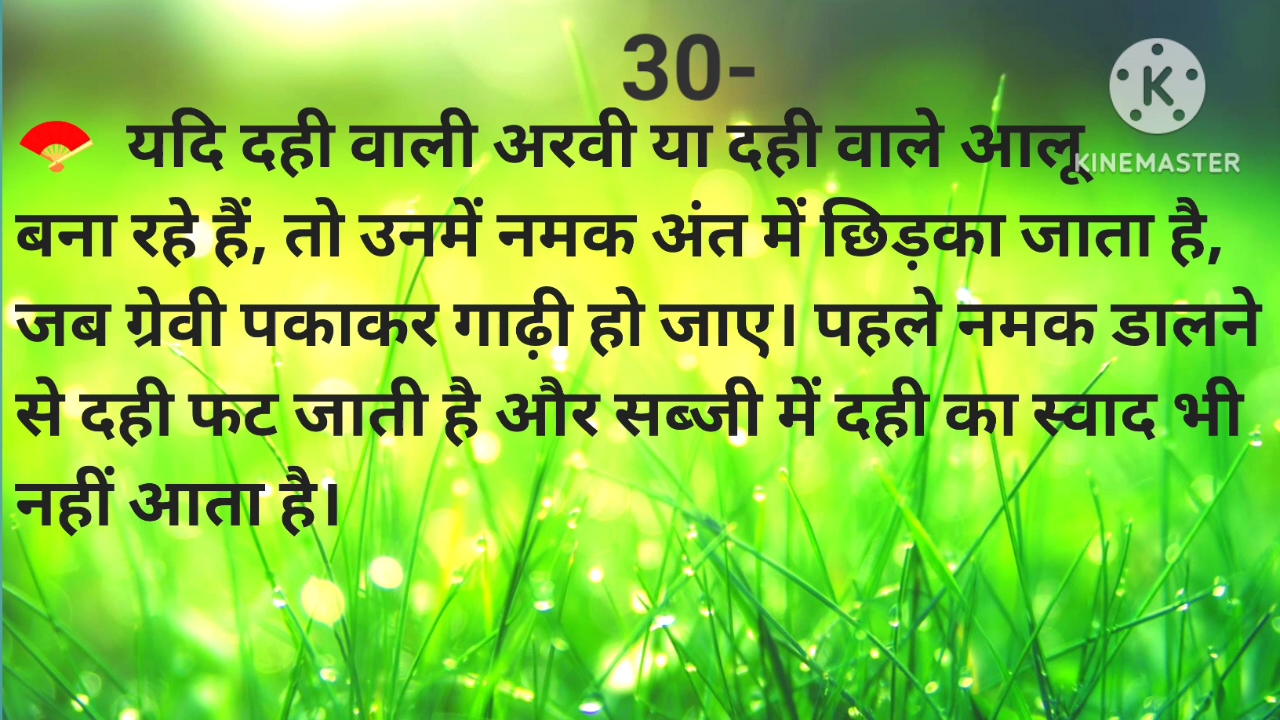 30-
KINEMASTER
यदि दही वाली अरवी या दही वाले आलू
बना रहे हैं, तो उनमें नमक अंत में छिड़का जाता है,
जब ग्रेवी पकाकर गाढ़ी हो जाए। पहले नमक डालने
से दही फट जाती है और सब्जी में दही का स्वाद भी
नहीं आता है।